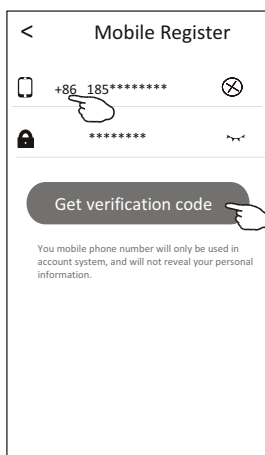 < Mobile Register
+86 185********
********
Get verification code
You mobile phone number will only be used in
account system, and will not reveal your personal
information.